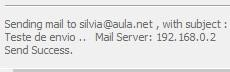 Sending mail to silvia@aula.net , with subject :
Teste de envio ..   Mail Server: 192.168.0.2
Send Success.